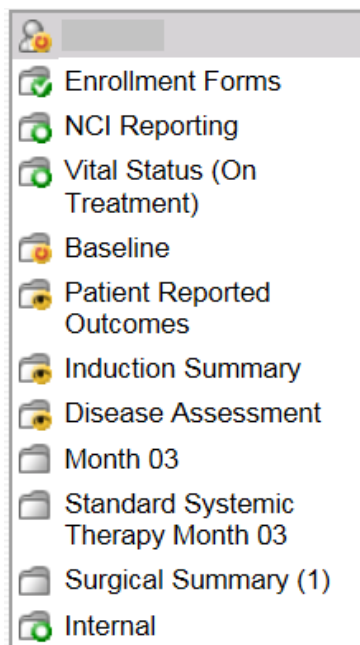 Enrollment Forms
NCI Reporting
Vital Status (On
Treatment)
Baseline
Patient Reported
Outcomes
Induction Summary
Disease Assessment
Month 03
Standard Systemic
Therapy Month 03
Surgical Summary (1)
Internal